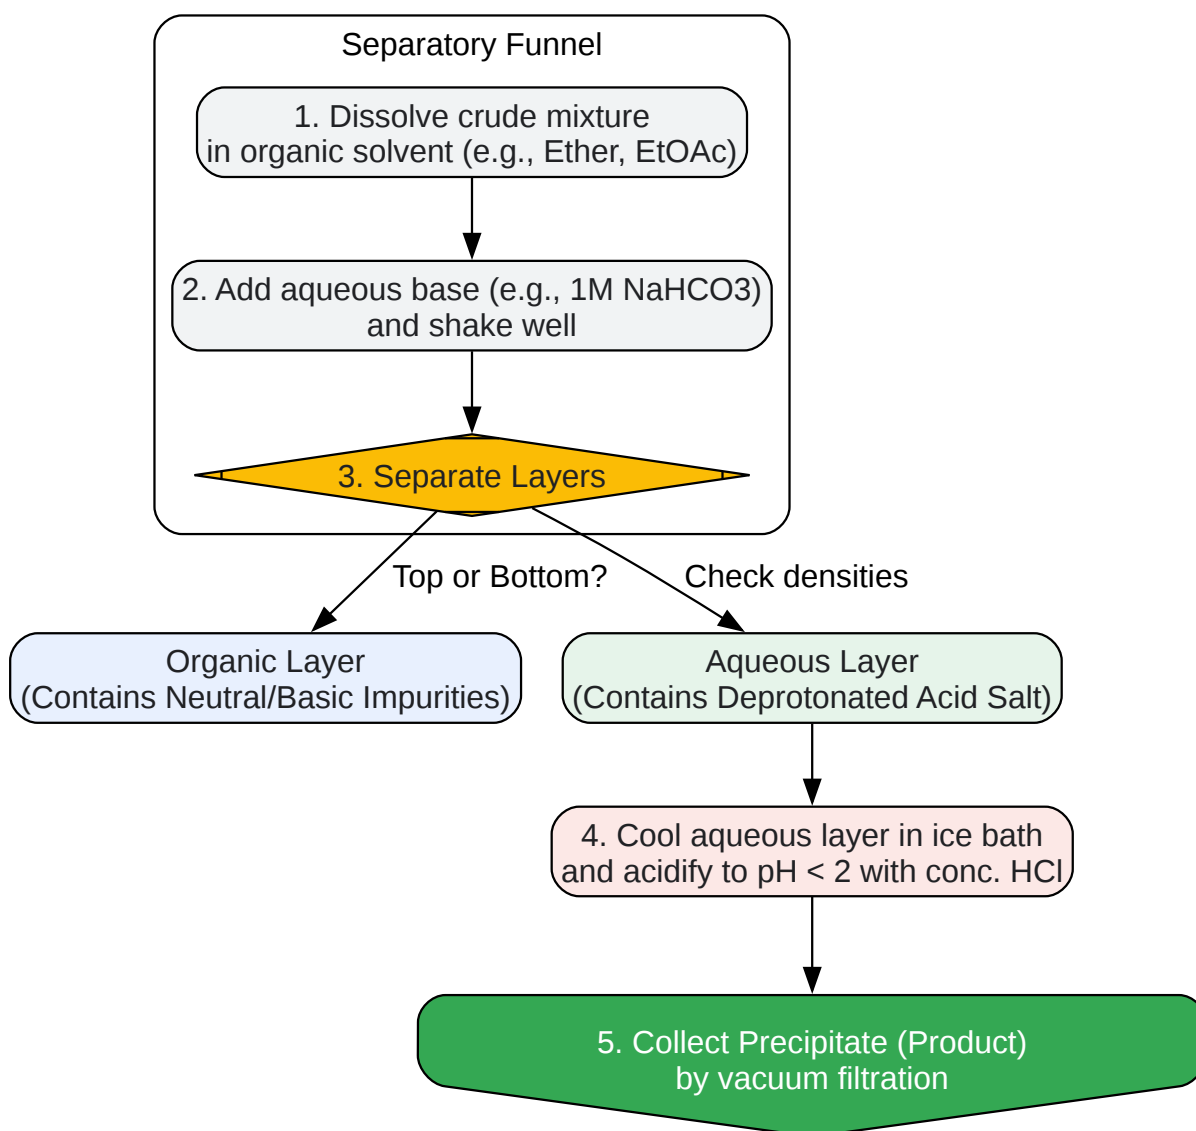 Separatory Funnel
1. Dissolve crude mixture
in organic solvent (e.g., Ether, EtOAc)
2. Add aqueous base (e.g., 1M NaHCO3)
and shake well
3. Separate Layers
Top or Bottom?
Check densities
Organic Layer
(Contains Neutral/Basic Impurities)
Aqueous Layer
(Contains Deprotonated Acid Salt)
4. Cool aqueous layer in ice bath
and acidify to pH < 2 with conc. HCl
5. Collect Precipitate (Product)
by vacuum filtration